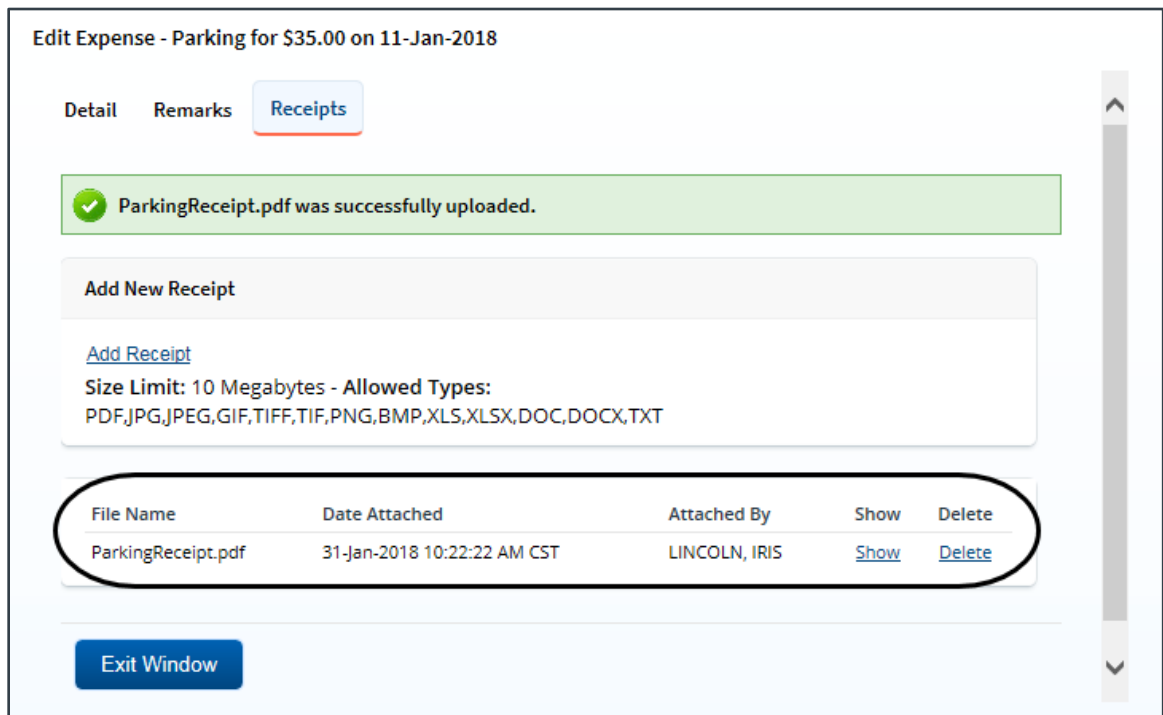 Edit Expense - Parking for $35.00 on 11-Jan-2018
Detail Remarks Receipts
ParkingReceipt.pdf was successfully uploaded.
Add New Receipt
Add Receipt
Size Limit: 10 Megabytes - Allowed Types:
PDF,JPG,JPEG,GIF,TIFF,TIF,PNG,BMP,XLS,XLSX,DOC,DOCX,TXT
File Name Date Attached Attached By Show Delete
ParkingReceipt.pdf 31-Jan-2018 10:22:22 AM CST LINCOLN, IRIS Show Delete
Exit Window